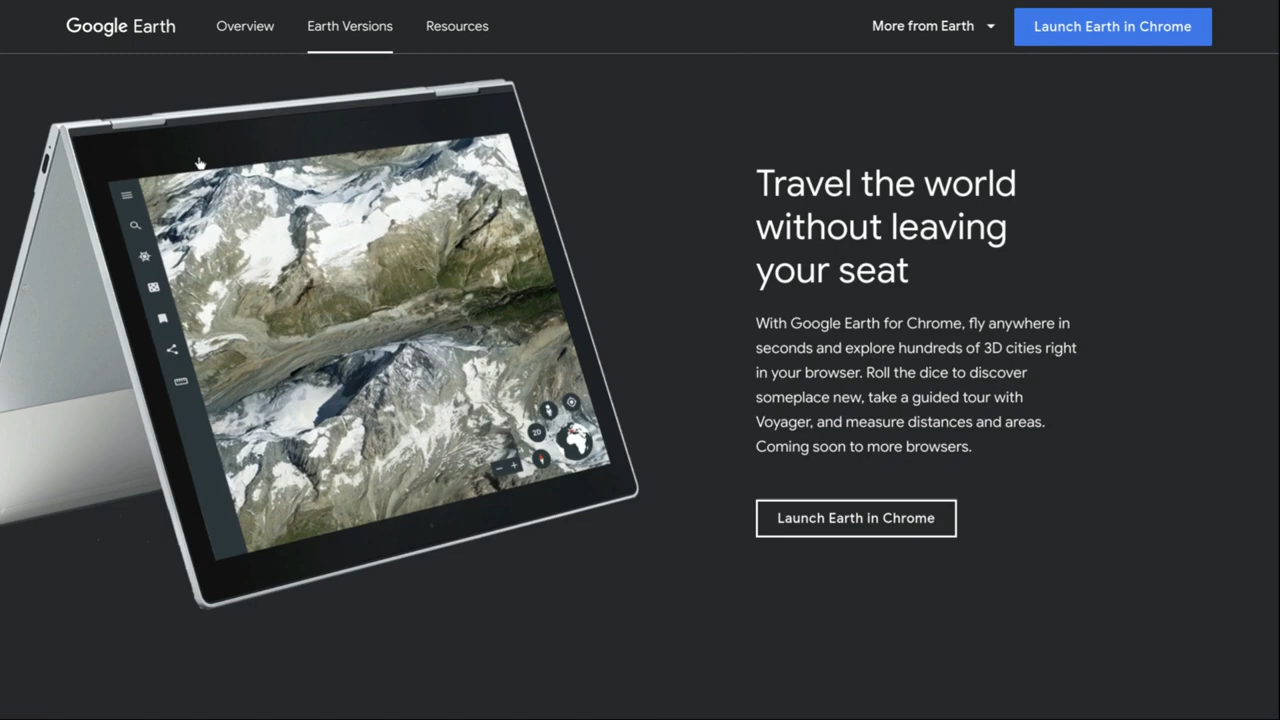 Google Earth
Overview
Earth Versions
Resources
More from Earth
Launch Earth in Chrome
Travel the world
without leaving
your seat
With Google Earth for Chrome, fly anywhere in
seconds and explore hundreds of 3D cities right
in your browser. Roll the dice to discover
someplace new, take a guided tour with
Voyager, and measure distances and areas.
Coming soon to more browsers.
2D
Launch Earth in Chrome